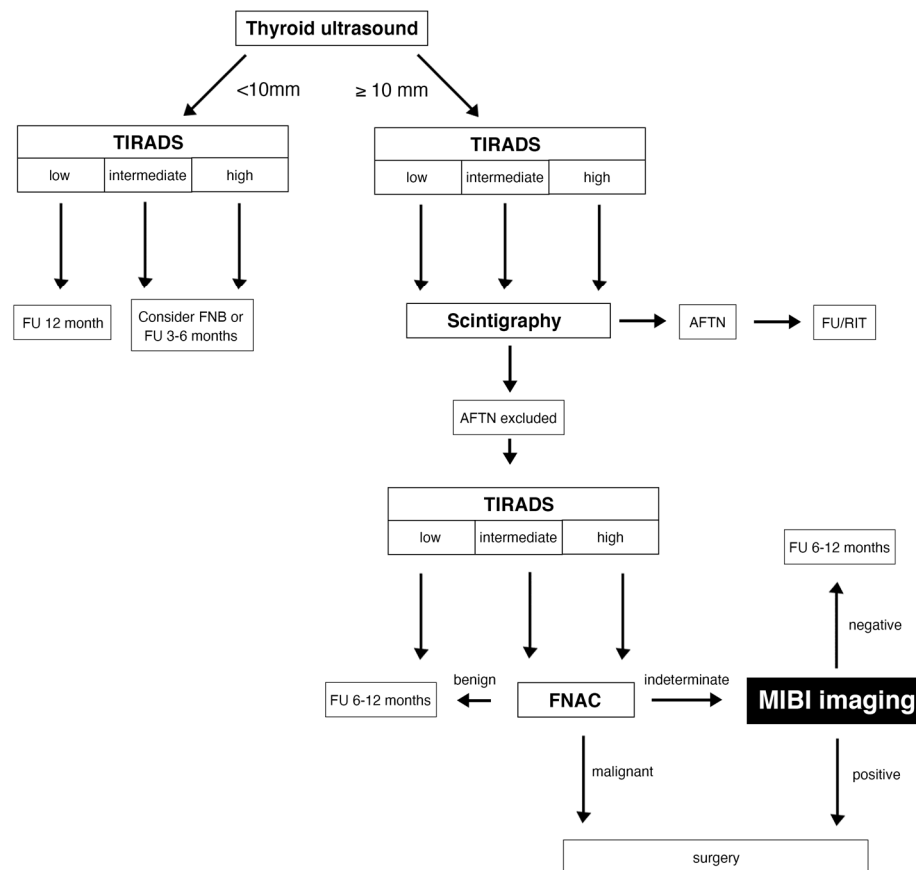 Thyroid ultrasound
<10mm
≥ 10 mm
TIRADS
low
intermediate
high
TIRADS
low
intermediate
high
FU 12 month
Consider FNB or
FU 3-6 months
Scintigraphy
AFTN
FU/RIT
AFTN excluded
TIRADS
low
intermediate
high
FU 6-12 months
negative
FU 6-12 months
benign
FNAC
indeterminate
MIBI imaging
malignant
positive
surgery